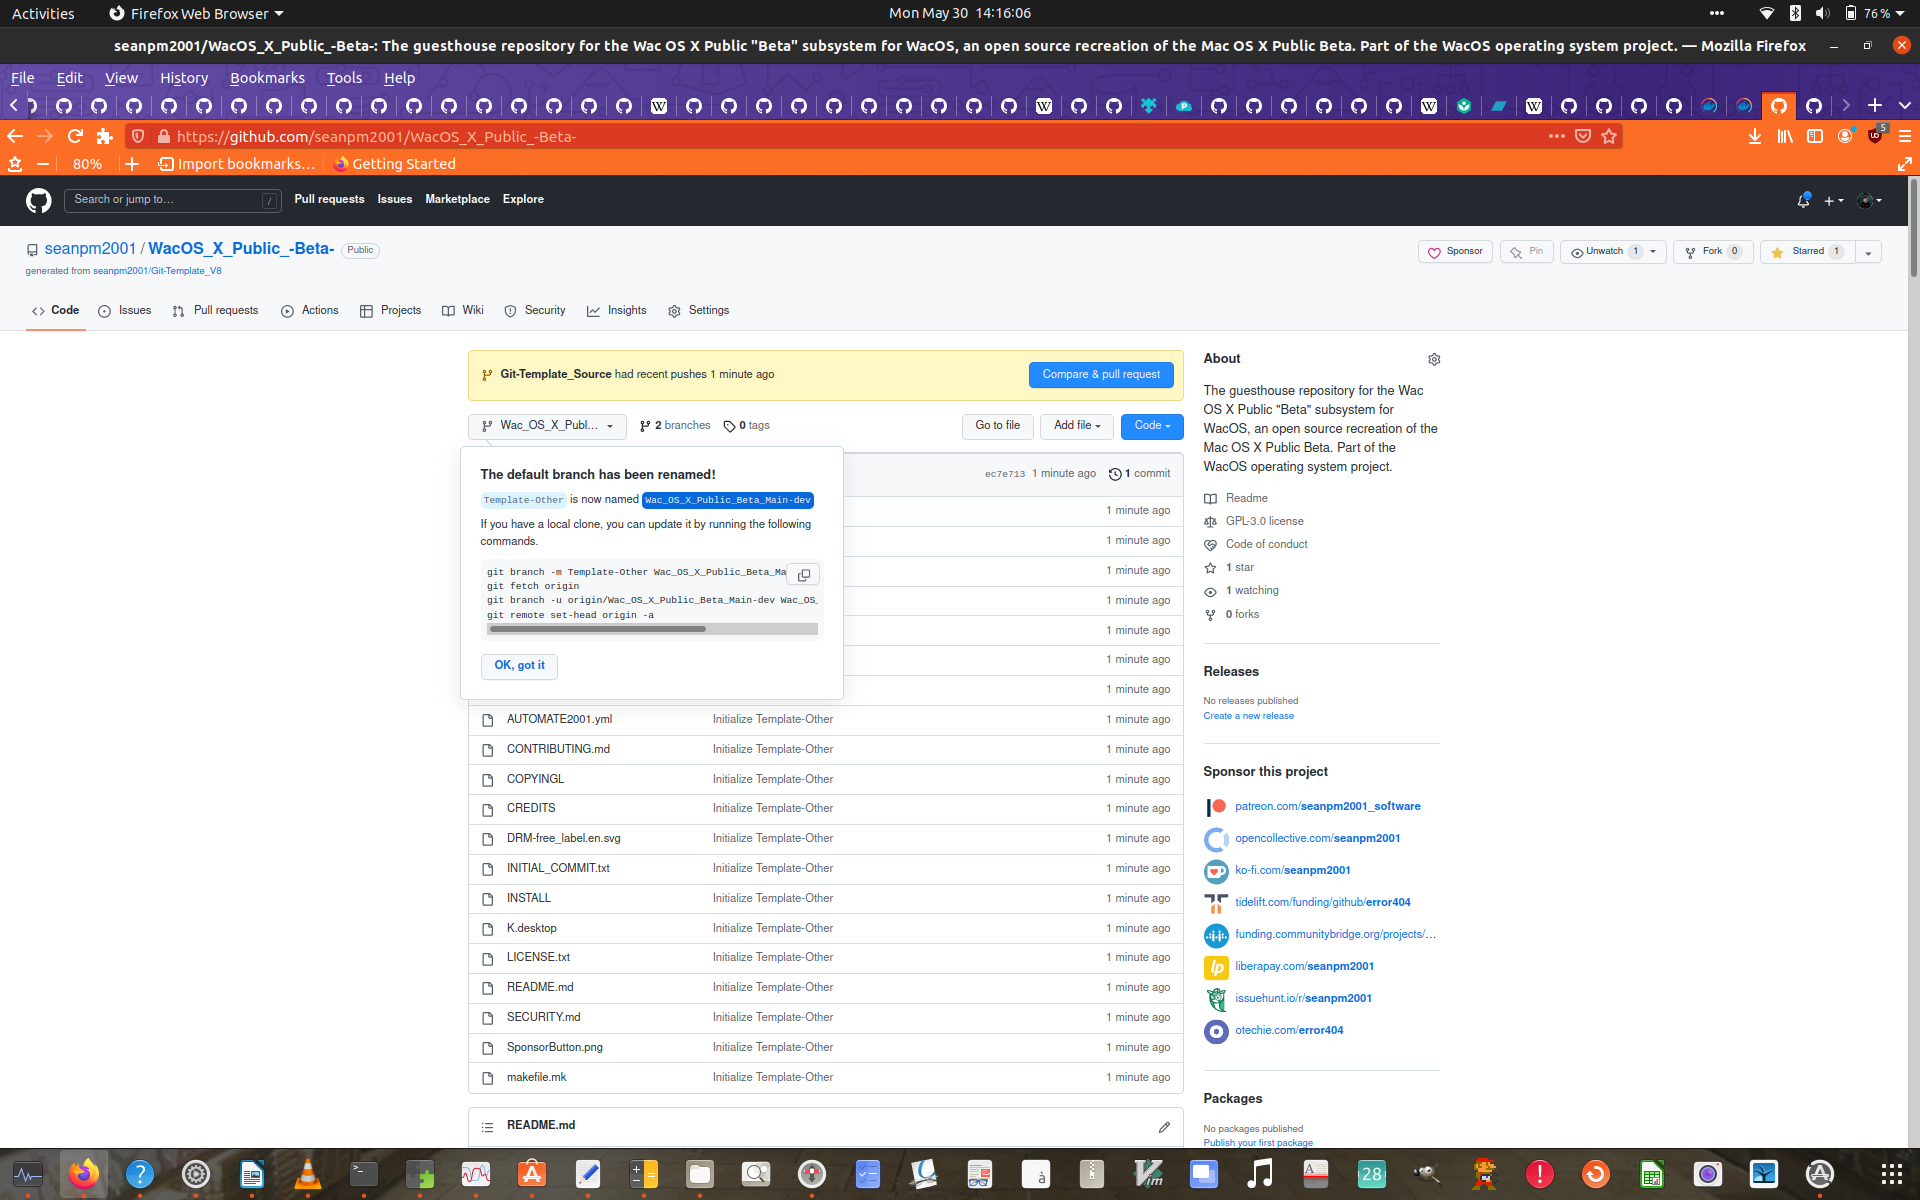 Activities
Firefox Web Browser
Mon May 30  14:16:06
76 %
seanpm2001/WacOS_X_Public_-Beta-: The guesthouse repository for the Wac OS X Public "Beta" subsystem for WacOS, an open source recreation of the Mac OS X Public Beta. Part of the WacOS operating system project. — Mozilla Firefox
File Edit View History Bookmarks Tools Help
https://github.com/seanpm2001/WacOS_X_Public_-Beta-
5
80%
Import bookmarks...
Getting Started
Search or jump to...
/
Pull requests
Issues
Marketplace
Explore
seanpm2001 / WacOS_X_Public_-Beta-
Public
Sponsor
Pin
Unwatch 1
Fork 0
Starred 1
generated from seanpm2001/Git-Template_V8
Code
Issues
Pull requests
Actions
Projects
Wiki
Security
Insights
Settings
Git-Template_Source had recent pushes 1 minute ago
Compare & pull request
Wac_OS_X_Publ...
2 branches
0 tags
Go to file
Add file
Code
The default branch has been renamed!
Template-Other is now named Wac_OS_X_Public_Beta_Main-dev
If you have a local clone, you can update it by running the following
commands.
git branch -m Template-Other Wac_OS_X_Public_Beta_Ma
git fetch origin
git branch -u origin/Wac_OS_X_Public_Beta_Main-dev Wac_OS_
git remote set-head origin -a
OK, got it
ec7e713 1 minute ago
1 commit
1 minute ago
1 minute ago
1 minute ago
1 minute ago
1 minute ago
1 minute ago
1 minute ago
AUTOMATE2001.yml Initialize Template-Other 1 minute ago
CONTRIBUTING.md Initialize Template-Other 1 minute ago
COPYINGL Initialize Template-Other 1 minute ago
CREDITS Initialize Template-Other 1 minute ago
DRM-free_label.en.svg Initialize Template-Other 1 minute ago
INITIAL_COMMIT.txt Initialize Template-Other 1 minute ago
INSTALL Initialize Template-Other 1 minute ago
K.desktop Initialize Template-Other 1 minute ago
LICENSE.txt Initialize Template-Other 1 minute ago
README.md Initialize Template-Other 1 minute ago
SECURITY.md Initialize Template-Other 1 minute ago
SponsorButton.png Initialize Template-Other 1 minute ago
makefile.mk Initialize Template-Other 1 minute ago
README.md
About
The guesthouse repository for the Wac
OS X Public "Beta" subsystem for
WacOS, an open source recreation of the
Mac OS X Public Beta. Part of the
WacOS operating system project.
Readme
GPL-3.0 license
Code of conduct
1 star
1 watching
0 forks
Releases
No releases published
Create a new release
Sponsor this project
patreon.com/seanpm2001_software
opencollective.com/seanpm2001
ko-fi.com/seanpm2001
tidelift.com/funding/github/error404
funding.communitybridge.org/projects/...
liberapay.com/seanpm2001
issuehunt.io/r/seanpm2001
otechie.com/error404
Packages
No packages published
Publish your first package
28